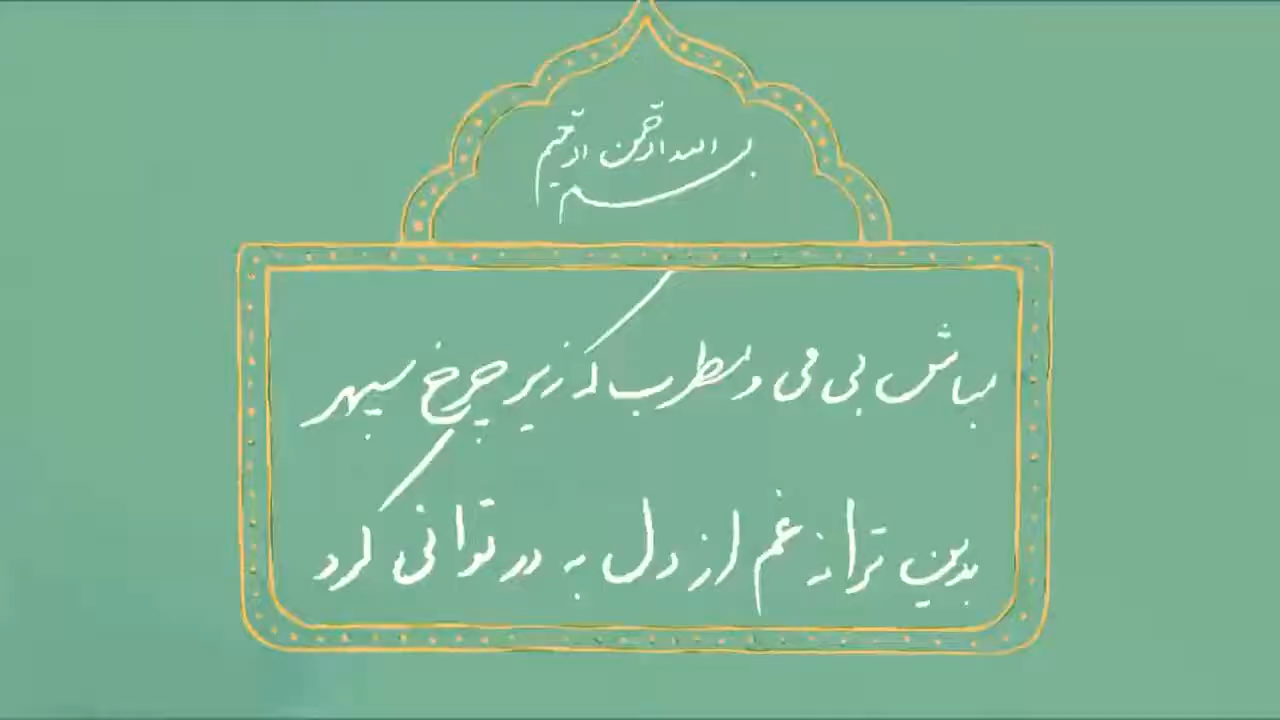 بسم الله الرحمن الرحیم
مباش بی می و مطرب که زیر چرخ سپهر
بدین ترانه غم از دل به در توانی کرد